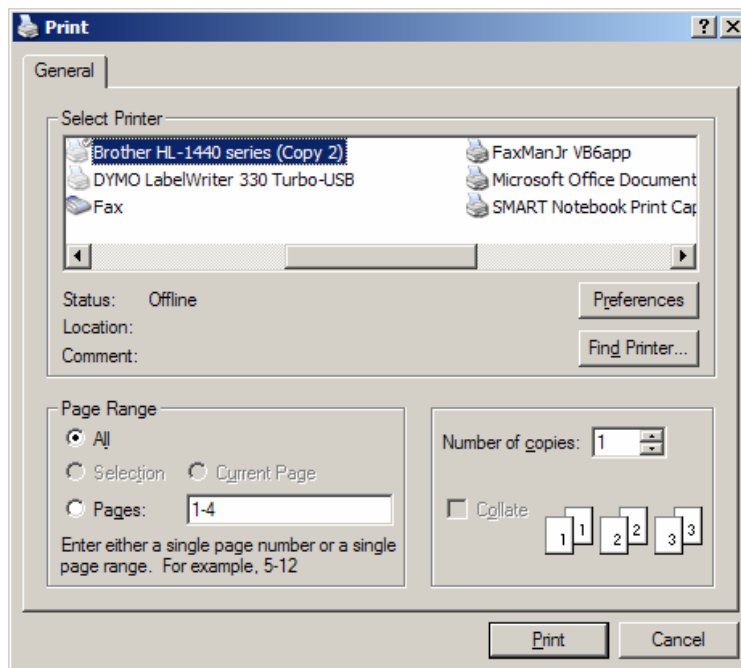 Print
General
Select Printer
Brother HL-1440 series (Copy 2)
DYMO LabelWriter 330 Turbo-USB
Fax
FaxManJr VB6app
Microsoft Office Document
SMART Notebook Print Cap
Status: Offline
Location:
Comment:
Preferences
Find Printer...
Page Range
All
Selection Current Page
Pages: 1-4
Enter either a single page number or a single
page range. For example, 5-12
Number of copies: 1
Collate
1 1 2 2 3 3
Print Cancel